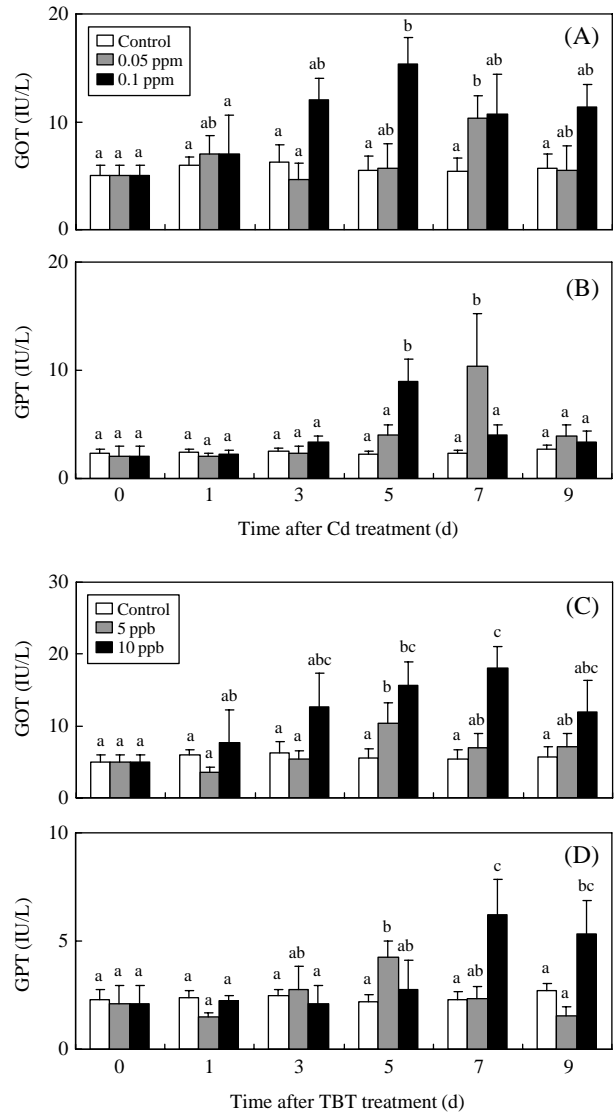 20
Control
0.05 ppm
0.1 ppm
(A)
GOT (IU/L)
10
0
a a a
a ab a
a a ab
a a b
a b ab
a ab ab
20
(B)
GPT (IU/L)
10
0
a a a
a a a
a a a
a a b
a b a
a a a
0 1 3 5 7 9
Time after Cd treatment (d)
30
Control
5 ppb
10 ppb
(C)
GOT (IU/L)
20
10
0
a a a
a a ab
a a abc
a b bc
a ab c
a ab abc
10
(D)
GPT (IU/L)
5
0
a a a
a a a
a ab a
a b ab
a ab c
a a bc
0 1 3 5 7 9
Time after TBT treatment (d)